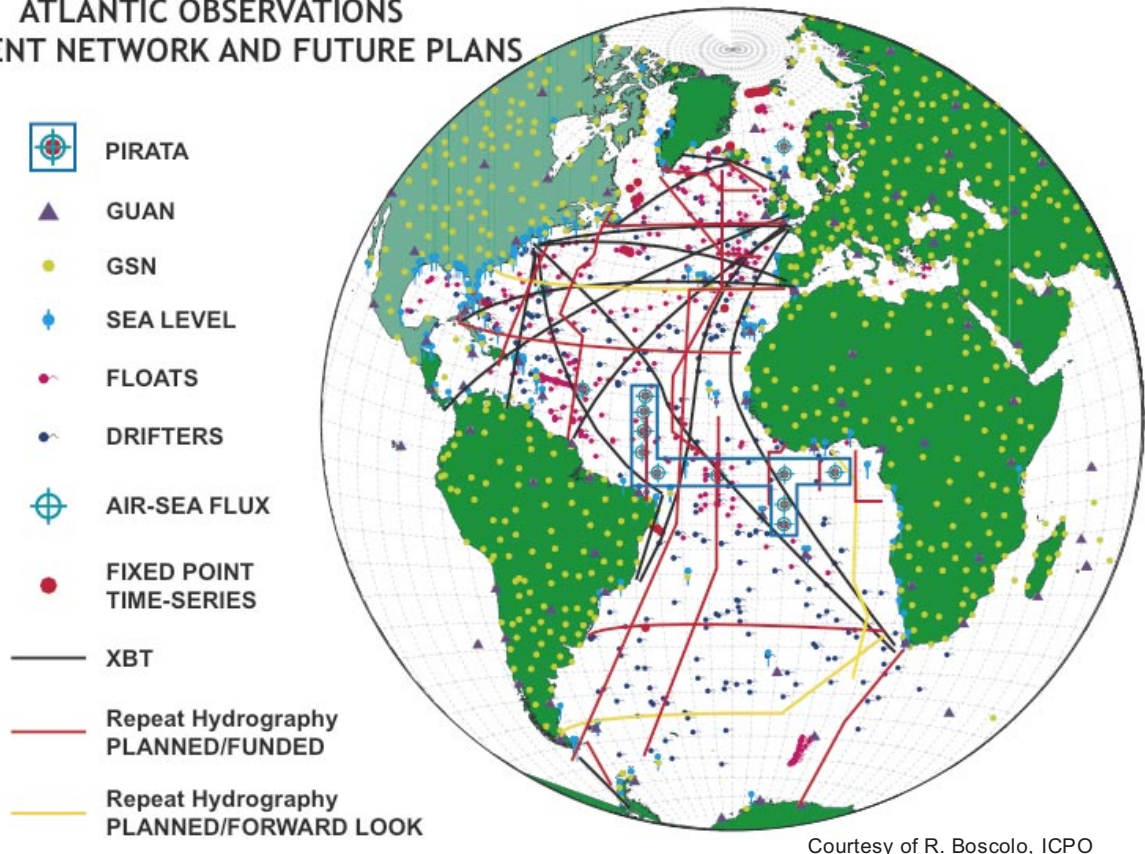 ATLANTIC OBSERVATIONS
ENT NETWORK AND FUTURE PLANS
PIRATA
GUAN
GSN
SEA LEVEL
FLOATS
DRIFTERS
AIR-SEA FLUX
FIXED POINT
TIME-SERIES
XBT
Repeat Hydrography
PLANNED/FUNDED
Repeat Hydrography
PLANNED/FORWARD LOOK
Courtesy of R. Boscolo, ICPO